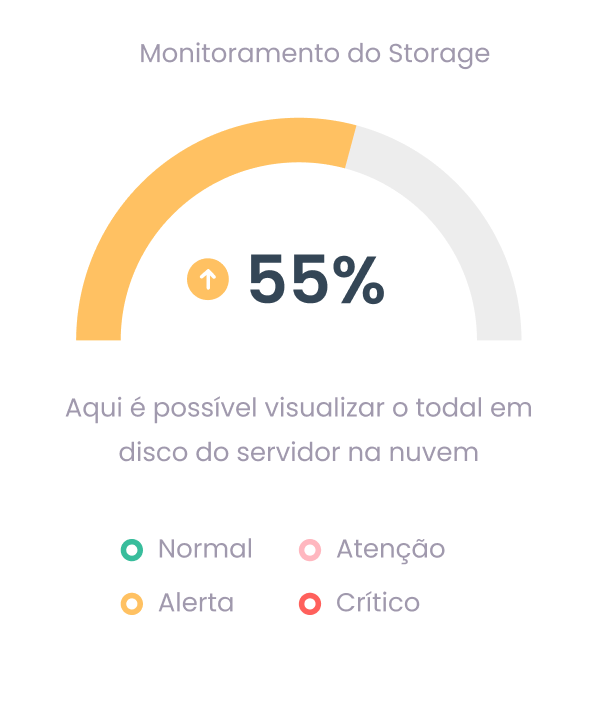 Monitoramento do Storage
55%
Aqui é possível visualizar o todal em
disco do servidor na nuvem
Normal
Atenção
Alerta
Crítico